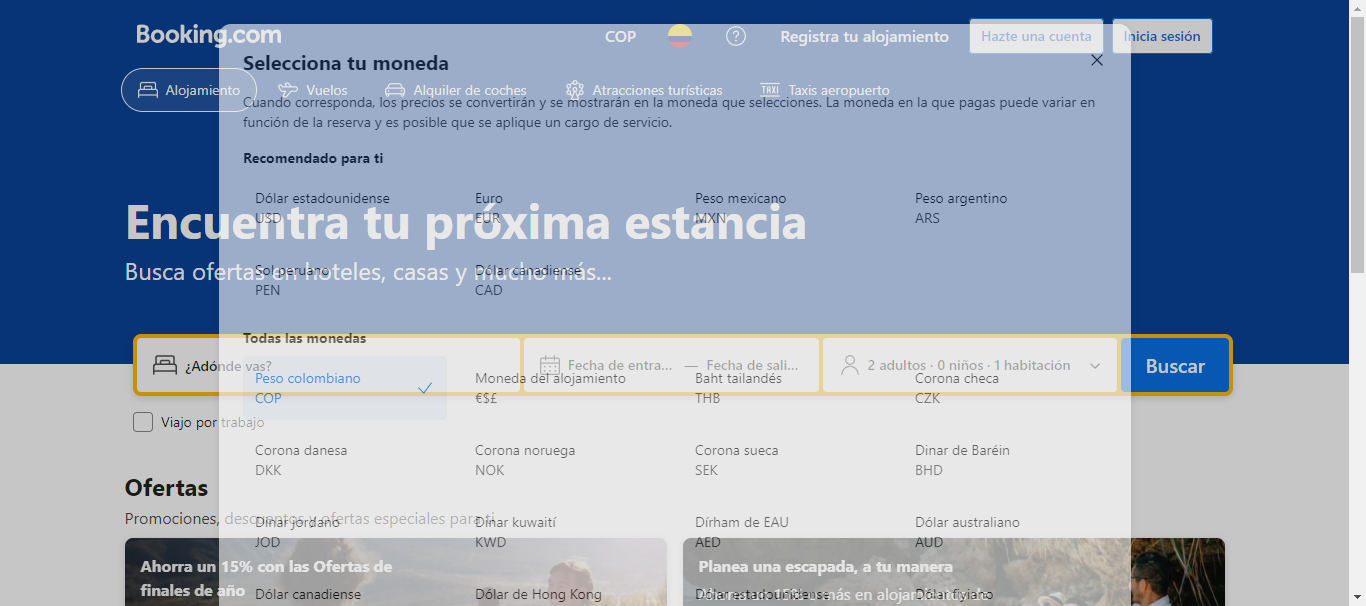 Booking.com
COP
Registra tu alojamiento
Hazte una cuenta
Inicia sesión
Selecciona tu moneda
Alojamiento
Vuelos
Alquiler de coches
Atracciones turísticas
TAXI
Taxis aeropuerto
Cuando corresponda, los precios se convertirán y se mostrarán en la moneda que selecciones. La moneda en la que pagas puede variar en
función de la reserva y es posible que se aplique un cargo de servicio.
Recomendado para ti
Dólar estadounidense
USD
Euro
EUR
Peso mexicano
MXN
Peso argentino
ARS
Encuentra tu próxima estancia
Busca ofertas en hoteles, casas y mucho más...
Sol peruano
PEN
Dólar canadiense
CAD
Todas las monedas
¿Adónde vas?
Fecha de entra... — Fecha de sali...
2 adultos · 0 niños · 1 habitación
Buscar
Peso colombiano
COP
Moneda del alojamiento
€$£
Baht tailandés
THB
Corona checa
CZK
Viajo por trabajo
Corona danesa
DKK
Corona noruega
NOK
Corona sueca
SEK
Dinar de Baréin
BHD
Ofertas
Promociones, descuentos y ofertas especiales para ti
Dinar jordano
JOD
Dinar kuwaití
KWD
Dírham de EAU
AED
Dólar australiano
AUD
Ahorra un 15% con las Ofertas de
finales de año
Planea una escapada, a tu manera
Dólar canadiense
Dólar de Hong Kong
Dólar estadounidense
Dólar fiyiano